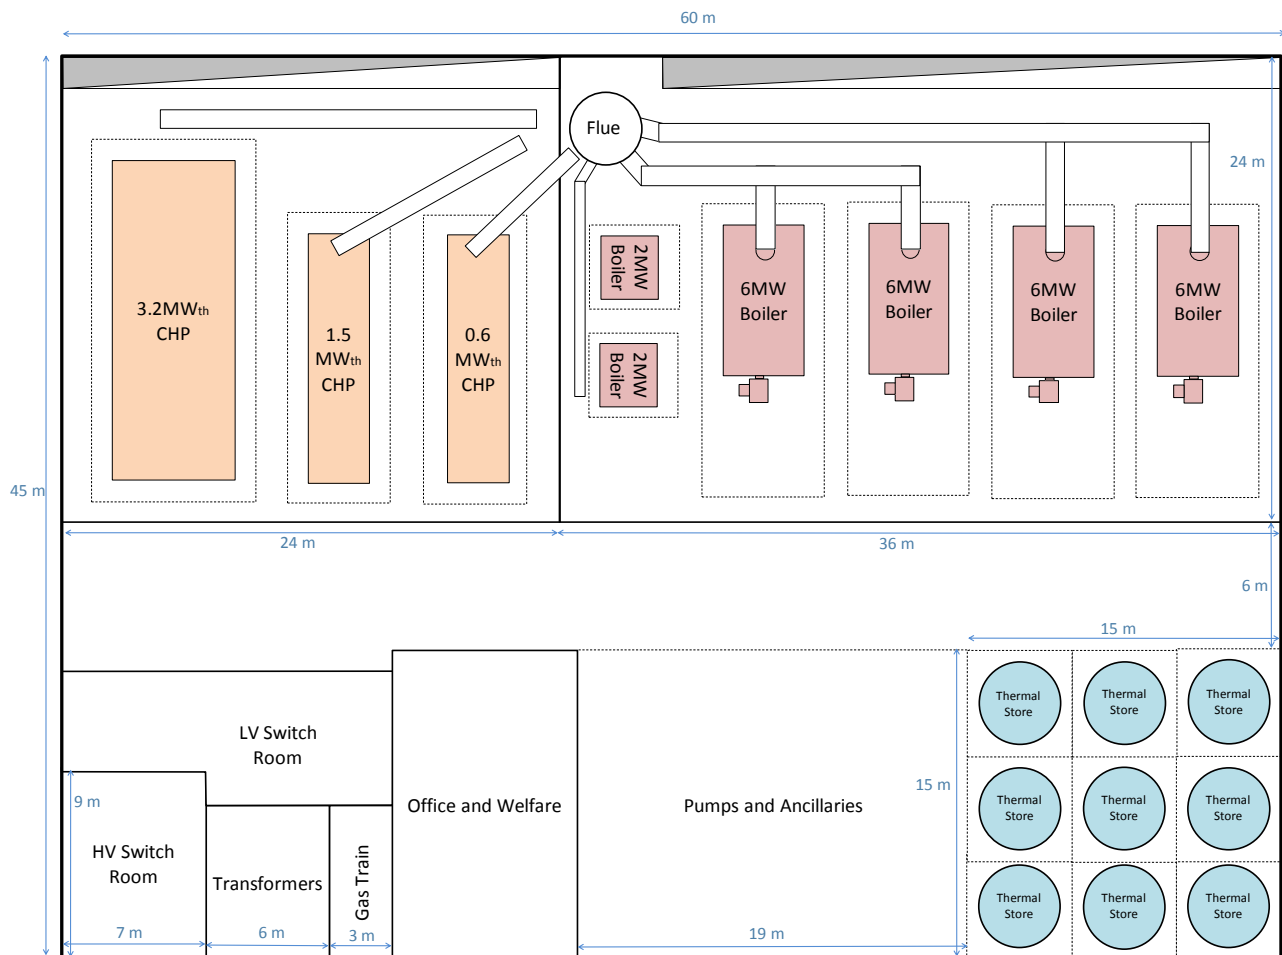 60 m
Flue
24 m
3.2MWth
CHP
1.5
MWth
CHP
0.6
MWth
CHP
2MW
Boiler
2MW
Boiler
6MW
Boiler
6MW
Boiler
6MW
Boiler
6MW
Boiler
45 m
24 m
36 m
6 m
15 m
LV Switch
Room
9 m
HV Switch
Room
Transformers
Gas Train
Office and Welfare
Pumps and Ancillaries
15 m
Thermal
Store
Thermal
Store
Thermal
Store
Thermal
Store
Thermal
Store
Thermal
Store
Thermal
Store
Thermal
Store
Thermal
Store
7 m
6 m
3 m
19 m